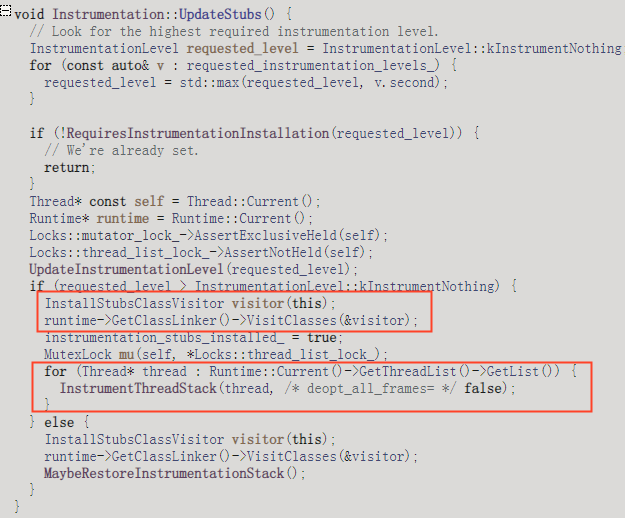 void Instrumentation::UpdateStubs() {
// Look for the highest required instrumentation level.
InstrumentationLevel requested_level = InstrumentationLevel::kInstrumentNothing
for (const auto& v : requested_instrumentation_levels_) {
requested_level = std::max(requested_level, v.second);
}
if (!RequiresInstrumentationInstallation(requested_level)) {
// We're already set.
return;
}
Thread* const self = Thread::Current();
Runtime* runtime = Runtime::Current();
Locks::mutator_lock_->AssertExclusiveHeld(self);
Locks::thread_list_lock_->AssertNotHeld(self);
UpdateInstrumentationLevel(requested_level);
if (requested_level > InstrumentationLevel::kInstrumentNothing) {
InstallStubsClassVisitor visitor(this);
runtime->GetClassLinker()->VisitClasses(&visitor);
instrumentation_stubs_installed_ = true;
MutexLock mu(self, *Locks::thread_list_lock_);
for (Thread* thread : Runtime::Current()->GetThreadList()->GetList()) {
InstrumentThreadStack(thread, /* deopt_all_frames= */ false);
}
} else {
InstallStubsClassVisitor visitor(this);
runtime->GetClassLinker()->VisitClasses(&visitor);
MaybeRestoreInstrumentationStack();
}
}